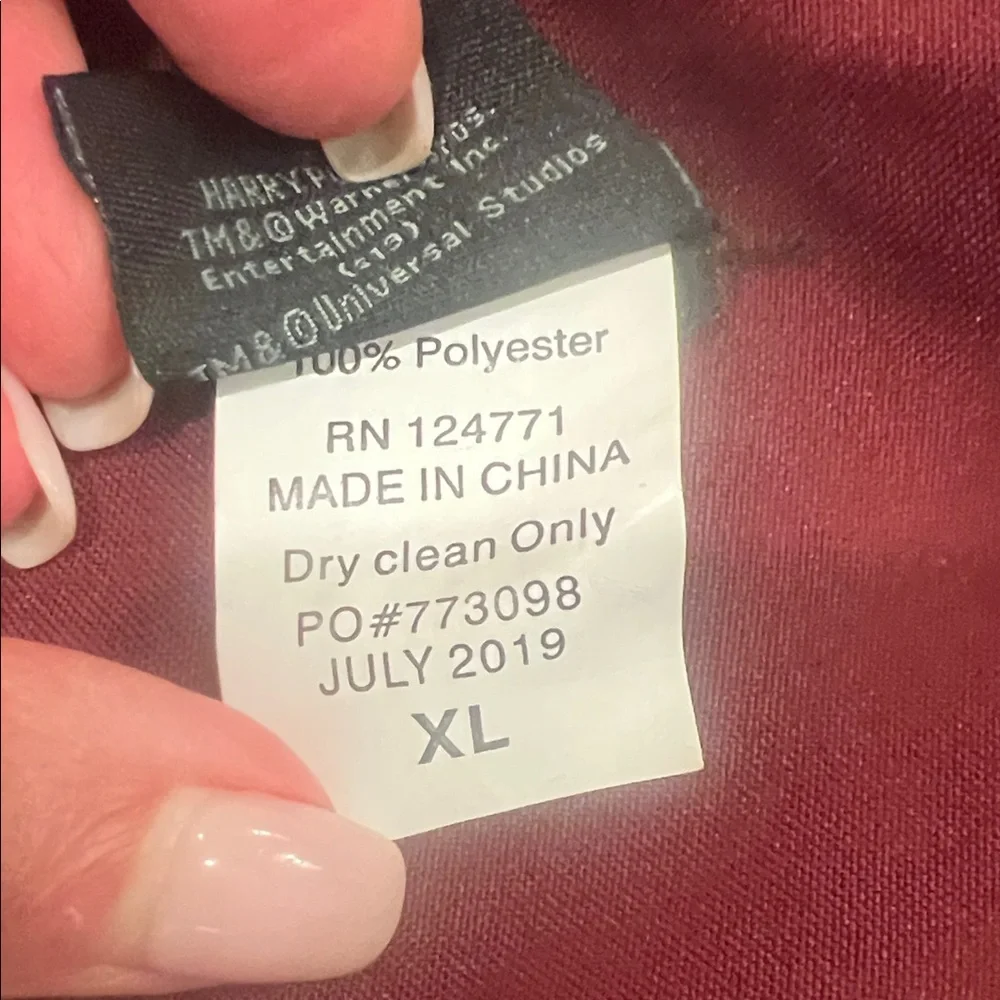 HARRY
TM & © Warner
Entertainment Inc.
(s19)
TM & © Universal Studios
100% Polyester
RN 124771
MADE IN CHINA
Dry clean Only
PO#773098
JULY 2019
XL